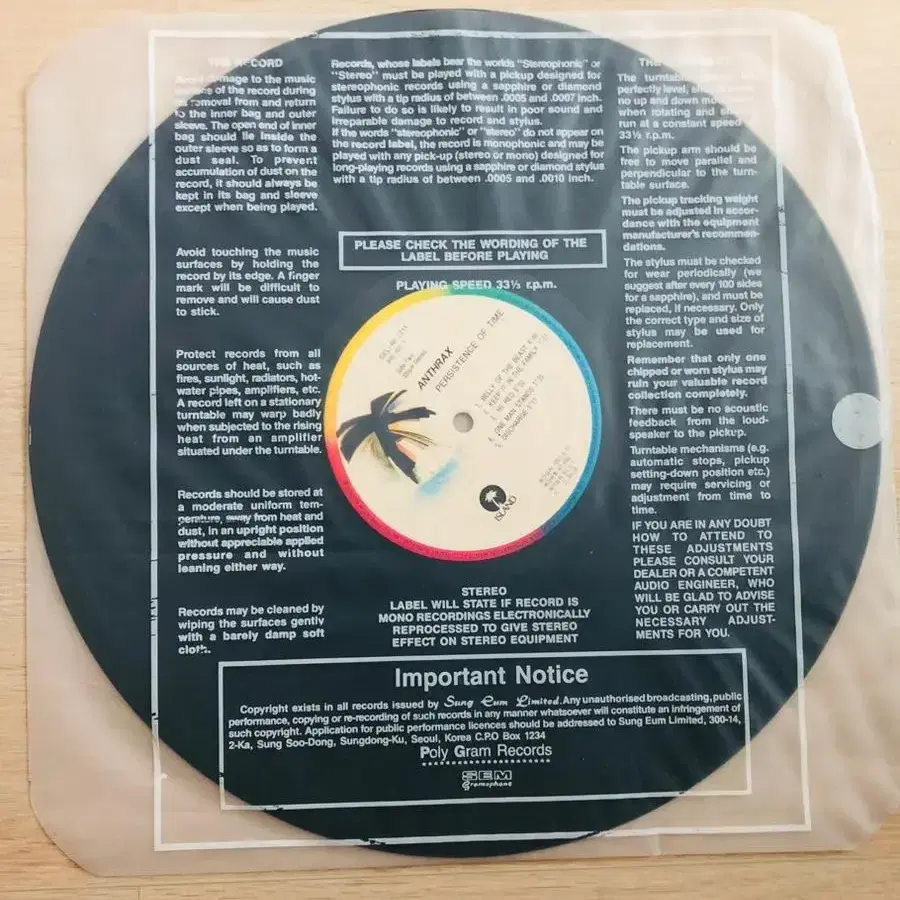 RECORD
to the music
of the record during
removal from and return
to the inner bag and outer
sleeve. The open end of inner
bag should lie inside the
outer sleeve so as to form a
dust seal. To prevent
accumulation of dust on the
record, it should always be
kept in its bag and sleeve
except when being played.
Avoid touching the music
surfaces by holding the
record by its edge. A finger
mark will be difficult to
remove and will cause dust
to stick.
Protect records from all
sources of heat, such as
fires, sunlight, radiators, hot-
water pipes, amplifiers, etc.
A record left on a stationary
turntable may warp badly
when subjected to the rising
heat from an amplifier
situated under the turntable.
Records should be stored at
a moderate uniform tem-
perature, away from heat and
dust, in an upright position
without appreciable applied
pressure and without
leaning either way.
Records may be cleaned by
wiping the surfaces gently
with a barely damp soft
cloth.
Records, whose labels bear the worlds "Stereophonic" or
"Stereo" must be played with a pickup designed for
stereophonic records using a sapphire or diamond
stylus with a tip radius of between .0005 and .0007 inch.
Failure to do so is likely to result in poor sound and
irreparable damage to record and stylus.
If the words "stereophonic" or "stereo" do not appear on
the record label, the record is monophonic and may be
played with any pick-up (stereo or mono) designed for
long-playing records using a sapphire or diamond stylus
with a tip radius of between .0005 and .0010 inch.
PLEASE CHECK THE WORDING OF THE
LABEL BEFORE PLAYING
PLAYING SPEED 33⅓ r.p.m.
ANTHRAX
PERSISTENCE OF TIME
1. BELLY OF THE BEAST
2. KEEP IT IN THE FAMILY
3. H8 RED
4. ONE MAN STANDS
5. DISCHARGE
ISLAND
STEREO
LABEL WILL STATE IF RECORD IS
MONO RECORDINGS ELECTRONICALLY
REPROCESSED TO GIVE STEREO
EFFECT ON STEREO EQUIPMENT
The turntable
perfectly level,
no up and down
when rotating and
run at a constant speed
33⅓ r.p.m.
The pickup arm should be
free to move parallel and
perpendicular to the turn-
table surface.
The pickup tracking weight
must be adjusted in accor-
dance with the equipment
manufacturer's recommen-
dations.
The stylus must be checked
for wear periodically (we
suggest after every 100 sides
for a sapphire), and must be
replaced, if necessary. Only
the correct type and size of
stylus may be used for
replacement.
Remember that only one
chipped or worn stylus may
ruin your valuable record
collection completely.
There must be no acoustic
feedback from the loud-
speaker to the pickup.
Turntable mechanisms (e.g.
automatic stops, pickup
setting-down position etc.)
may require servicing or
adjustment from time to
time.
IF YOU ARE IN ANY DOUBT
HOW TO ATTEND TO
THESE ADJUSTMENTS
PLEASE CONSULT YOUR
DEALER OR A COMPETENT
AUDIO ENGINEER, WHO
WILL BE GLAD TO ADVISE
YOU OR CARRY OUT THE
NECESSARY ADJUST-
MENTS FOR YOU.
Important Notice
Copyright exists in all records issued by Sung Eum Limited. Any unauthorised broadcasting, public
performance, copying or re-recording of such records in any manner whatsoever will constitute an infringement of
such copyright. Application for public performance licences should be addressed to Sung Eum Limited, 300-14,
2-Ka, Sung Soo-Dong, Sungdong-Ku, Seoul, Korea C.P.O Box 1234
Poly Gram Records
SEM
Gramophone